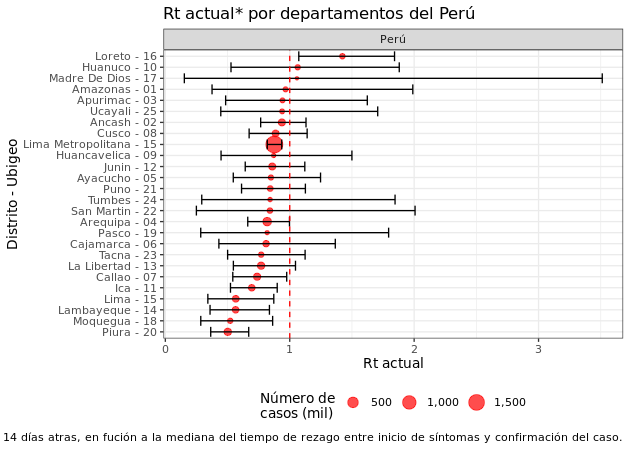 Rt actual* por departamentos del Perú
Perú
Distrito - Ubigeo
Loreto - 16
Huanuco - 10
Madre De Dios - 17
Amazonas - 01
Apurimac - 03
Ucayali - 25
Ancash - 02
Cusco - 08
Lima Metropolitana - 15
Huancavelica - 09
Junin - 12
Ayacucho - 05
Puno - 21
Tumbes - 24
San Martin - 22
Arequipa - 04
Pasco - 19
Cajamarca - 06
Tacna - 23
La Libertad - 13
Callao - 07
Ica - 11
Lima - 15
Lambayeque - 14
Moquegua - 18
Piura - 20
0 1 2 3
Rt actual
Número de
casos (mil)
500 1,000 1,500
14 días atras, en fución a la mediana del tiempo de rezago entre inicio de síntomas y confirmación del caso.